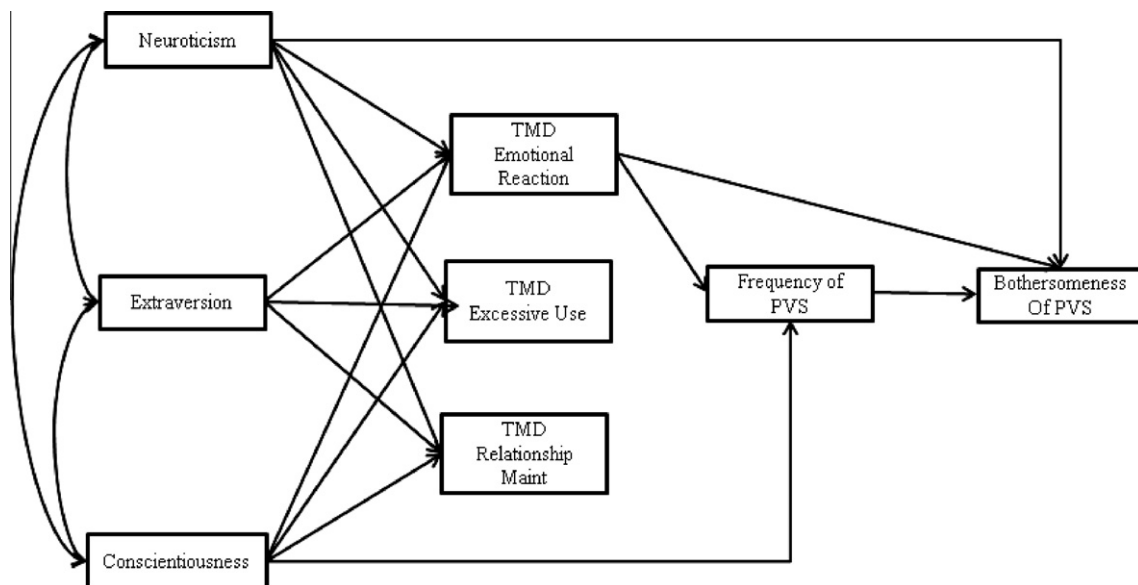 Neuroticism
TMD
Emotional
Reaction
Extraversion
TMD
Excessive Use
Frequency of
PVS
Bothersomeness
Of PVS
TMD
Relationship
Maint
Conscientiousness